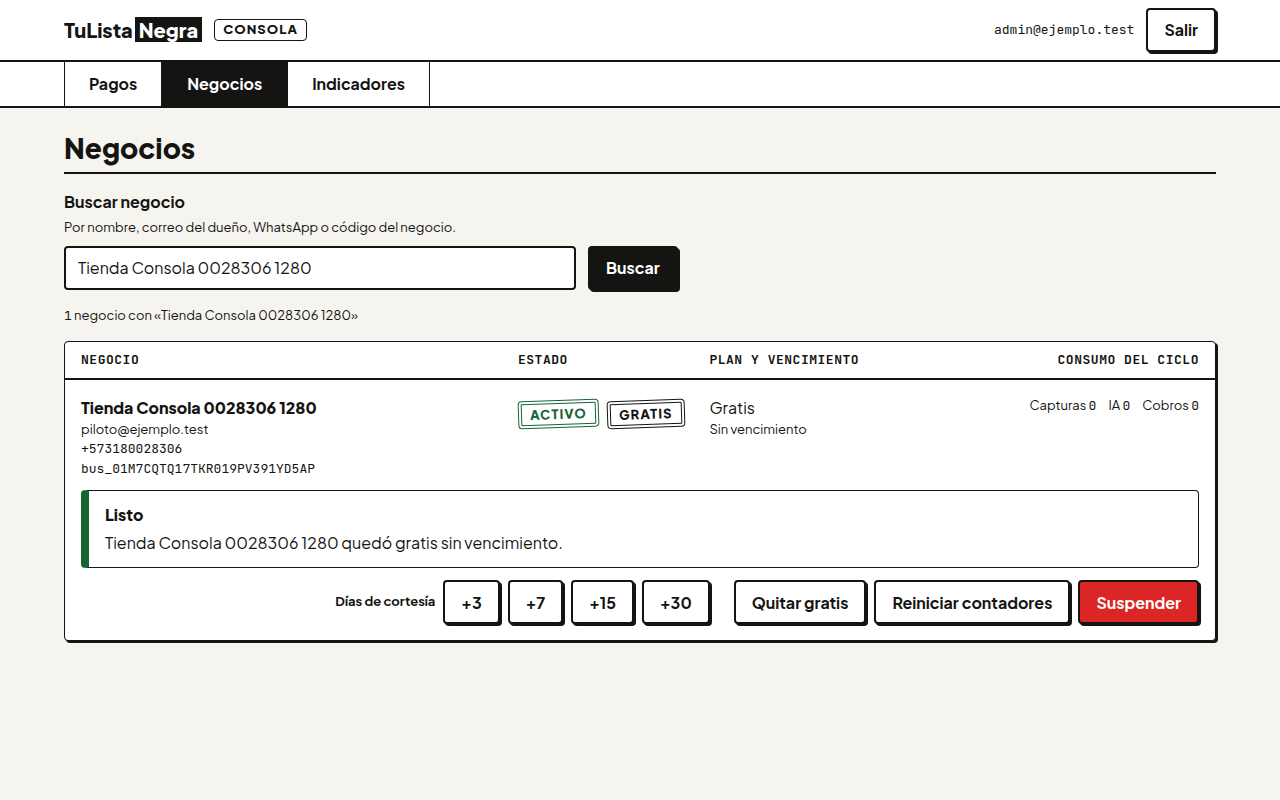 TuLista Negra CONSOLA admin@ejemplo.test Salir
Pagos Negocios Indicadores
Negocios
Buscar negocio
Por nombre, correo del dueño, WhatsApp o código del negocio.
Tienda Consola 0028306 1280 Buscar
1 negocio con «Tienda Consola 0028306 1280»
NEGOCIO ESTADO PLAN Y VENCIMIENTO CONSUMO DEL CICLO
Tienda Consola 0028306 1280 ACTIVO GRATIS Gratis Capturas 0 IA 0 Cobros 0
piloto@ejemplo.test Sin vencimiento
+573180028306
bus_01M7CQTQ17TKR019PV391YD5AP
Listo
Tienda Consola 0028306 1280 quedó gratis sin vencimiento.
Días de cortesía +3 +7 +15 +30 Quitar gratis Reiniciar contadores Suspender